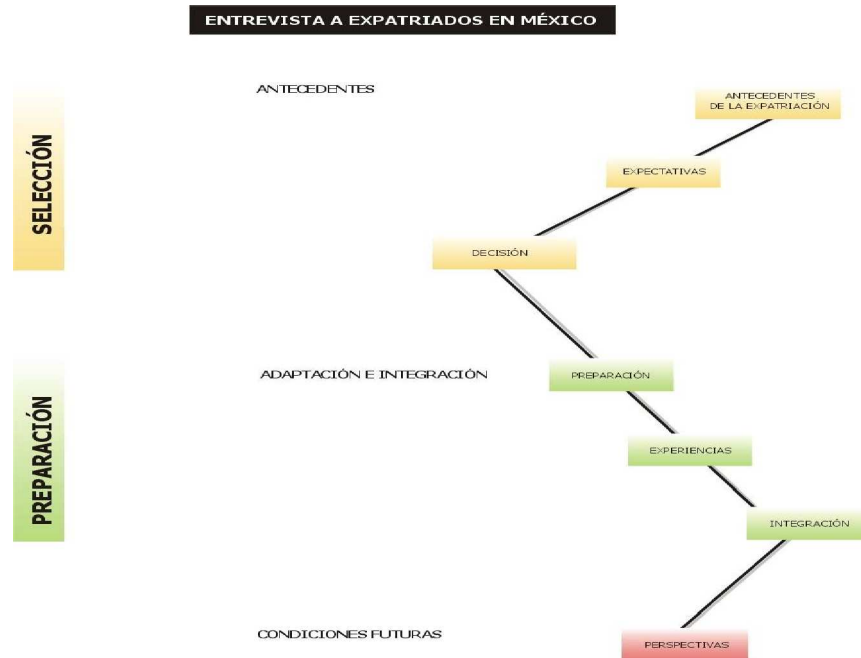 ENTREVISTA A EXPATRIADOS EN MÉXICO
ANTECEDENTES
ANTECEDENTES
DE LA EXPATRIACIÓN
SELECCIÓN
EXPECTATIVAS
DECISIÓN
ADAPTACIÓN E INTEGRACIÓN
PREPARACIÓN
PREPARACIÓN
EXPERIENCIAS
INTEGRACIÓN
CONDICIONES FUTURAS
PERSPECTIVAS